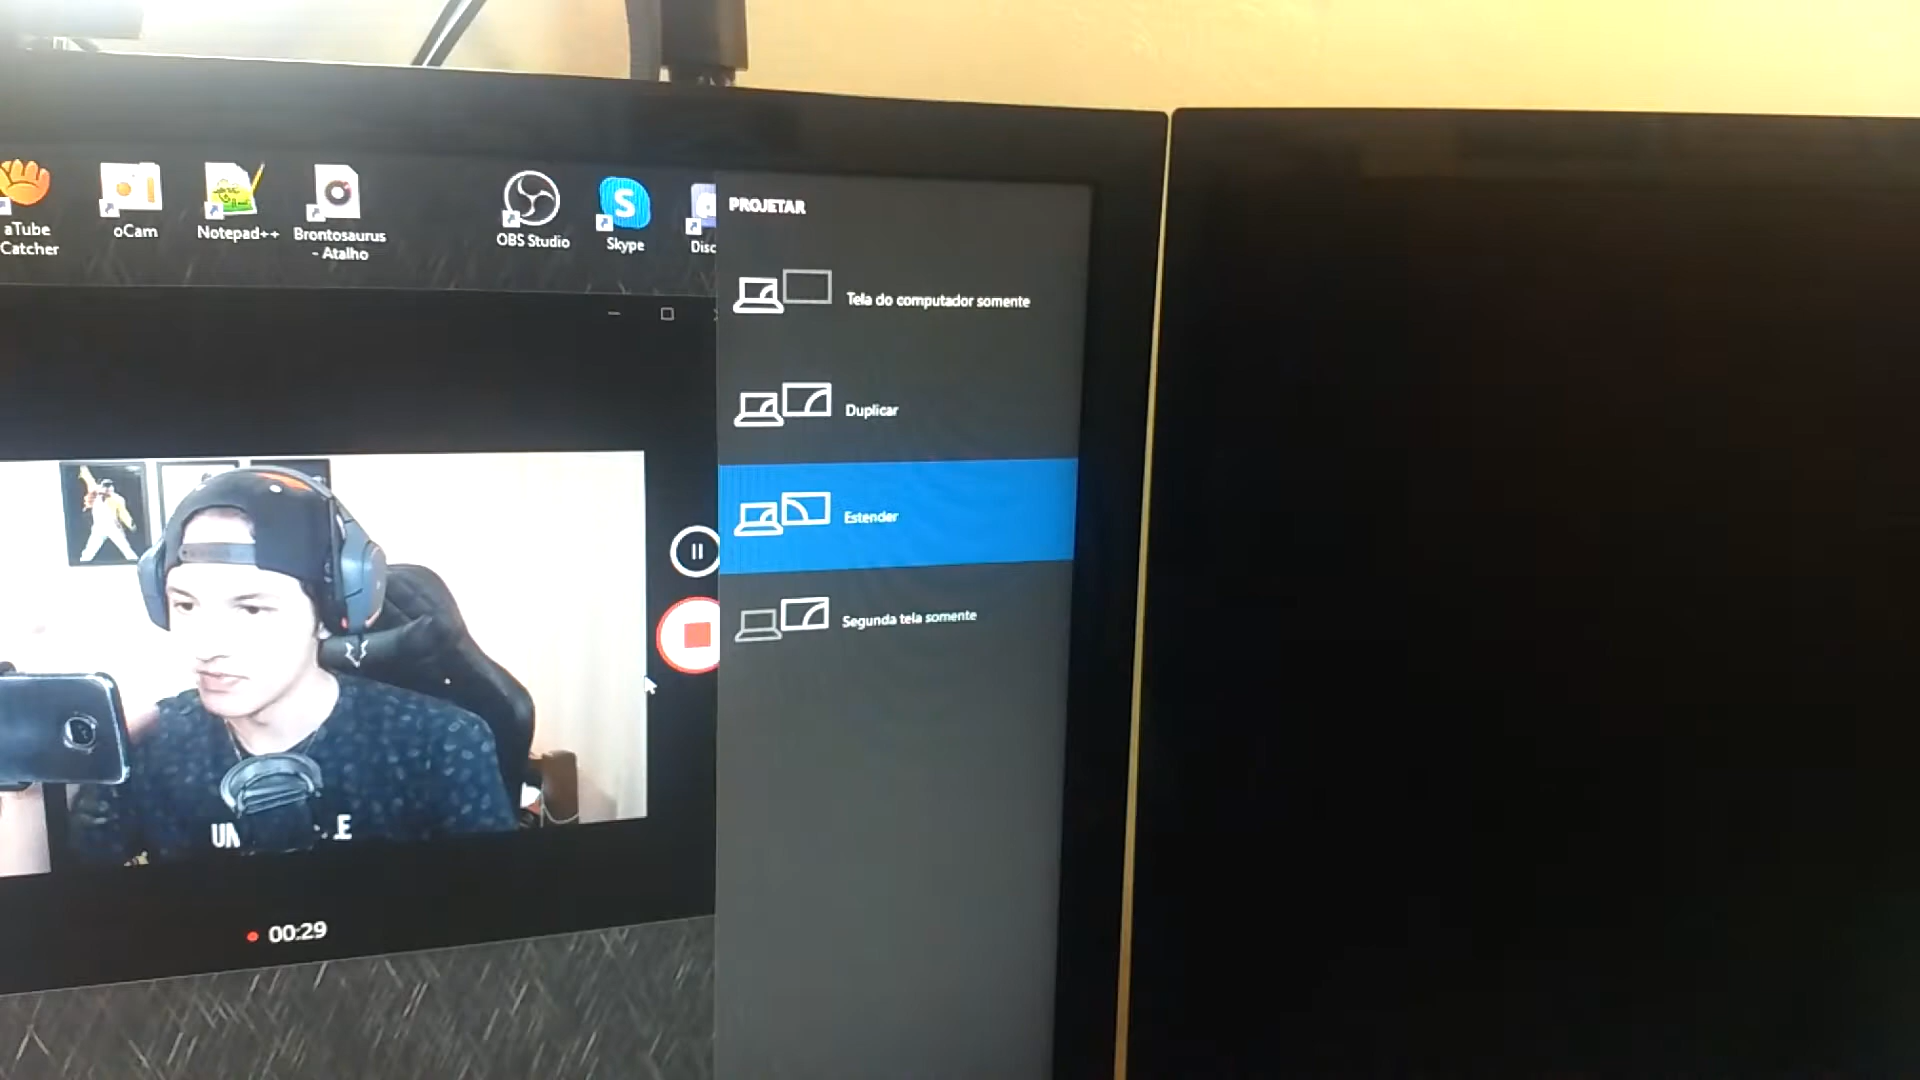 aTube
Catcher
oCam
Notepad++
Brontosaurus
- Atalho
OBS Studio
S
Skype
Disc
PROJETAR
Tela do computador somente
Duplicar
Estender
Segunda tela somente
00:29